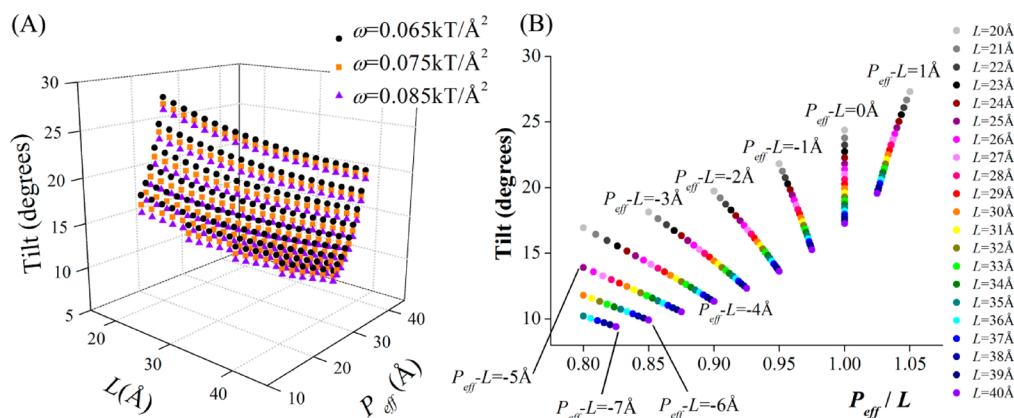 (A)
ω=0.065kT/Å²
ω=0.075kT/Å²
ω=0.085kT/Å²
Tilt (degrees)
30
25
20
15
10
5
20
30
40
L(Å)
10
20
30
40
P_eff (Å)
(B)
Tilt (degrees)
30
25
20
15
10
0.80
0.85
0.90
0.95
1.00
1.05
P_eff / L
P_eff-L=1Å
P_eff-L=0Å
P_eff-L=-1Å
P_eff-L=-2Å
P_eff-L=-3Å
P_eff-L=-4Å
P_eff-L=-5Å
P_eff-L=-7Å
P_eff-L=-6Å
L=20Å
L=21Å
L=22Å
L=23Å
L=24Å
L=25Å
L=26Å
L=27Å
L=28Å
L=29Å
L=30Å
L=31Å
L=32Å
L=33Å
L=34Å
L=35Å
L=36Å
L=37Å
L=38Å
L=39Å
L=40Å